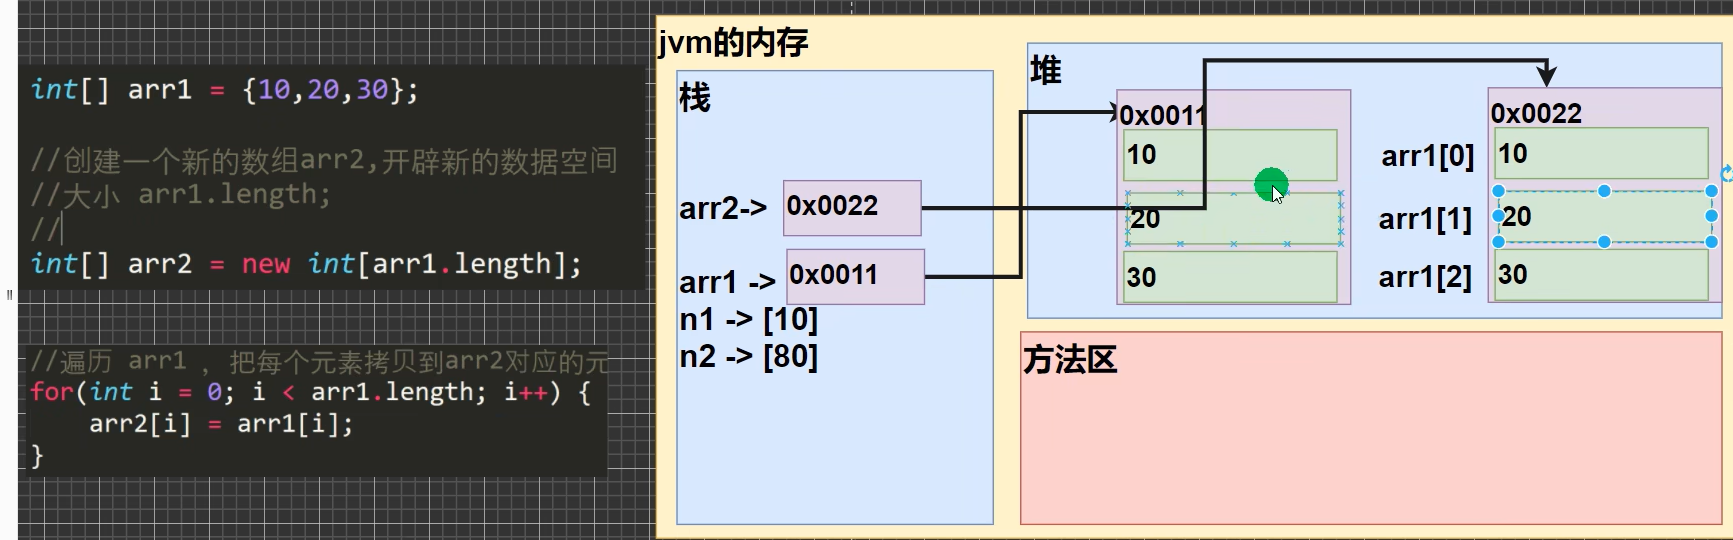 int[] arr1 = {10,20,30};
//创建一个新的数组arr2,开辟新的数据空间
//大小 arr1.length;
//
int[] arr2 = new int[arr1.length];
//遍历 arr1 ，把每个元素拷贝到arr2对应的元
for(int i = 0; i < arr1.length; i++) {
arr2[i] = arr1[i];
}
jvm的内存
栈
arr2-> 0x0022
arr1 -> 0x0011
n1 -> [10]
n2 -> [80]
堆
0x0011
10
20
30
arr1[0]
arr1[1]
arr1[2]
0x0022
10
20
30
方法区